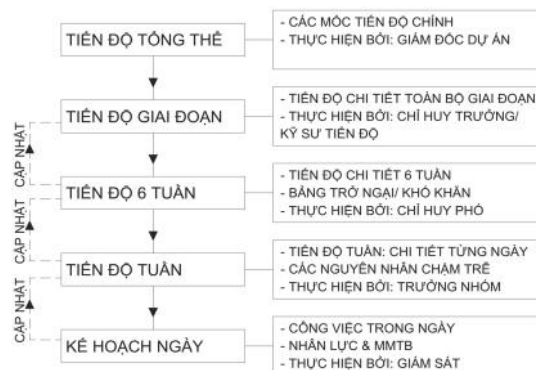 TIẾN ĐỘ TỔNG THỂ
- CÁC MỐC TIẾN ĐỘ CHÍNH
- THỰC HIỆN BỞI: GIÁM ĐỐC DỰ ÁN
TIẾN ĐỘ GIAI ĐOẠN
- TIẾN ĐỘ CHI TIẾT TOÀN BỘ GIAI ĐOẠN
- THỰC HIỆN BỞI: CHỈ HUY TRƯỞNG/
KỸ SƯ TIẾN ĐỘ
CẬP NHẬT
TIẾN ĐỘ 6 TUẦN
- TIẾN ĐỘ CHI TIẾT 6 TUẦN
- BẢNG TRỞ NGẠI/ KHÓ KHĂN
- THỰC HIỆN BỞI: CHỈ HUY PHÓ
CẬP NHẬT
TIẾN ĐỘ TUẦN
- TIẾN ĐỘ TUẦN: CHI TIẾT TỪNG NGÀY
- CÁC NGUYÊN NHÂN CHẬM TRỄ
- THỰC HIỆN BỞI: TRƯỞNG NHÓM
CẬP NHẬT
KẾ HOẠCH NGÀY
- CÔNG VIỆC TRONG NGÀY
- NHÂN LỰC & MMTB
- THỰC HIỆN BỞI: GIÁM SÁT